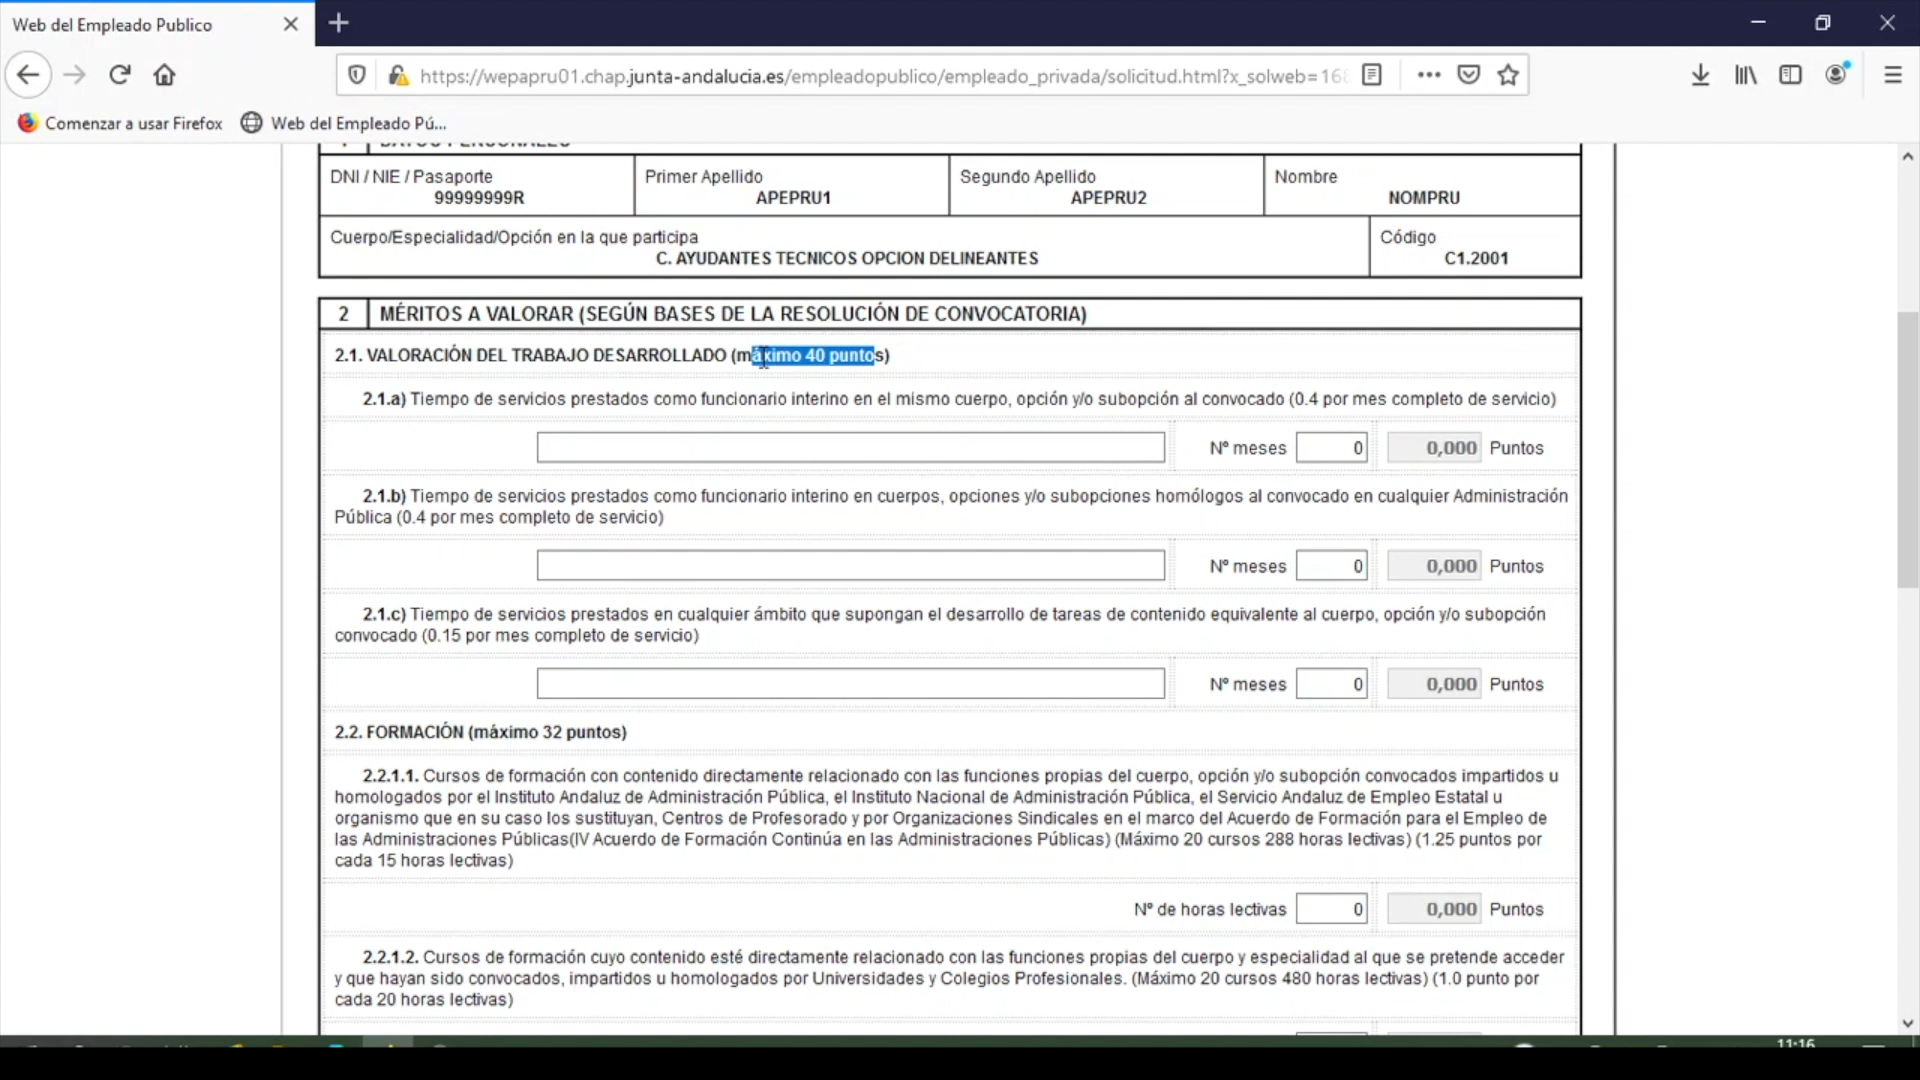 Web del Empleado Publico
https://wepapru01.chap.junta-andalucia.es/empleadopublico/empleado_privada/solicitud.html?x_solweb=168
Comenzar a usar Firefox Web del Empleado Pú...
1 DATOS PERSONALES
DNI / NIE / Pasaporte Primer Apellido Segundo Apellido Nombre
99999999R APEPRU1 APEPRU2 NOMPRU
Cuerpo/Especialidad/Opción en la que participa Código
C. AYUDANTES TECNICOS OPCION DELINEANTES C1.2001
2 MÉRITOS A VALORAR (SEGÚN BASES DE LA RESOLUCIÓN DE CONVOCATORIA)
2.1. VALORACIÓN DEL TRABAJO DESARROLLADO (máximo 40 puntos)
2.1.a) Tiempo de servicios prestados como funcionario interino en el mismo cuerpo, opción y/o subopción al convocado (0.4 por mes completo de servicio)
Nº meses 0 0,000 Puntos
2.1.b) Tiempo de servicios prestados como funcionario interino en cuerpos, opciones y/o subopciones homólogos al convocado en cualquier Administración
Pública (0.4 por mes completo de servicio)
Nº meses 0 0,000 Puntos
2.1.c) Tiempo de servicios prestados en cualquier ámbito que supongan el desarrollo de tareas de contenido equivalente al cuerpo, opción y/o subopción
convocado (0.15 por mes completo de servicio)
Nº meses 0 0,000 Puntos
2.2. FORMACIÓN (máximo 32 puntos)
2.2.1.1. Cursos de formación con contenido directamente relacionado con las funciones propias del cuerpo, opción y/o subopción convocados impartidos u
homologados por el Instituto Andaluz de Administración Pública, el Instituto Nacional de Administración Pública, el Servicio Andaluz de Empleo Estatal u
organismo que en su caso los sustituyan, Centros de Profesorado y por Organizaciones Sindicales en el marco del Acuerdo de Formación para el Empleo de
las Administraciones Públicas(IV Acuerdo de Formación Continúa en las Administraciones Públicas) (Máximo 20 cursos 288 horas lectivas) (1.25 puntos por
cada 15 horas lectivas)
Nº de horas lectivas 0 0,000 Puntos
2.2.1.2. Cursos de formación cuyo contenido esté directamente relacionado con las funciones propias del cuerpo y especialidad al que se pretende acceder
y que hayan sido convocados, impartidos u homologados por Universidades y Colegios Profesionales. (Máximo 20 cursos 480 horas lectivas) (1.0 punto por
cada 20 horas lectivas)
11:16